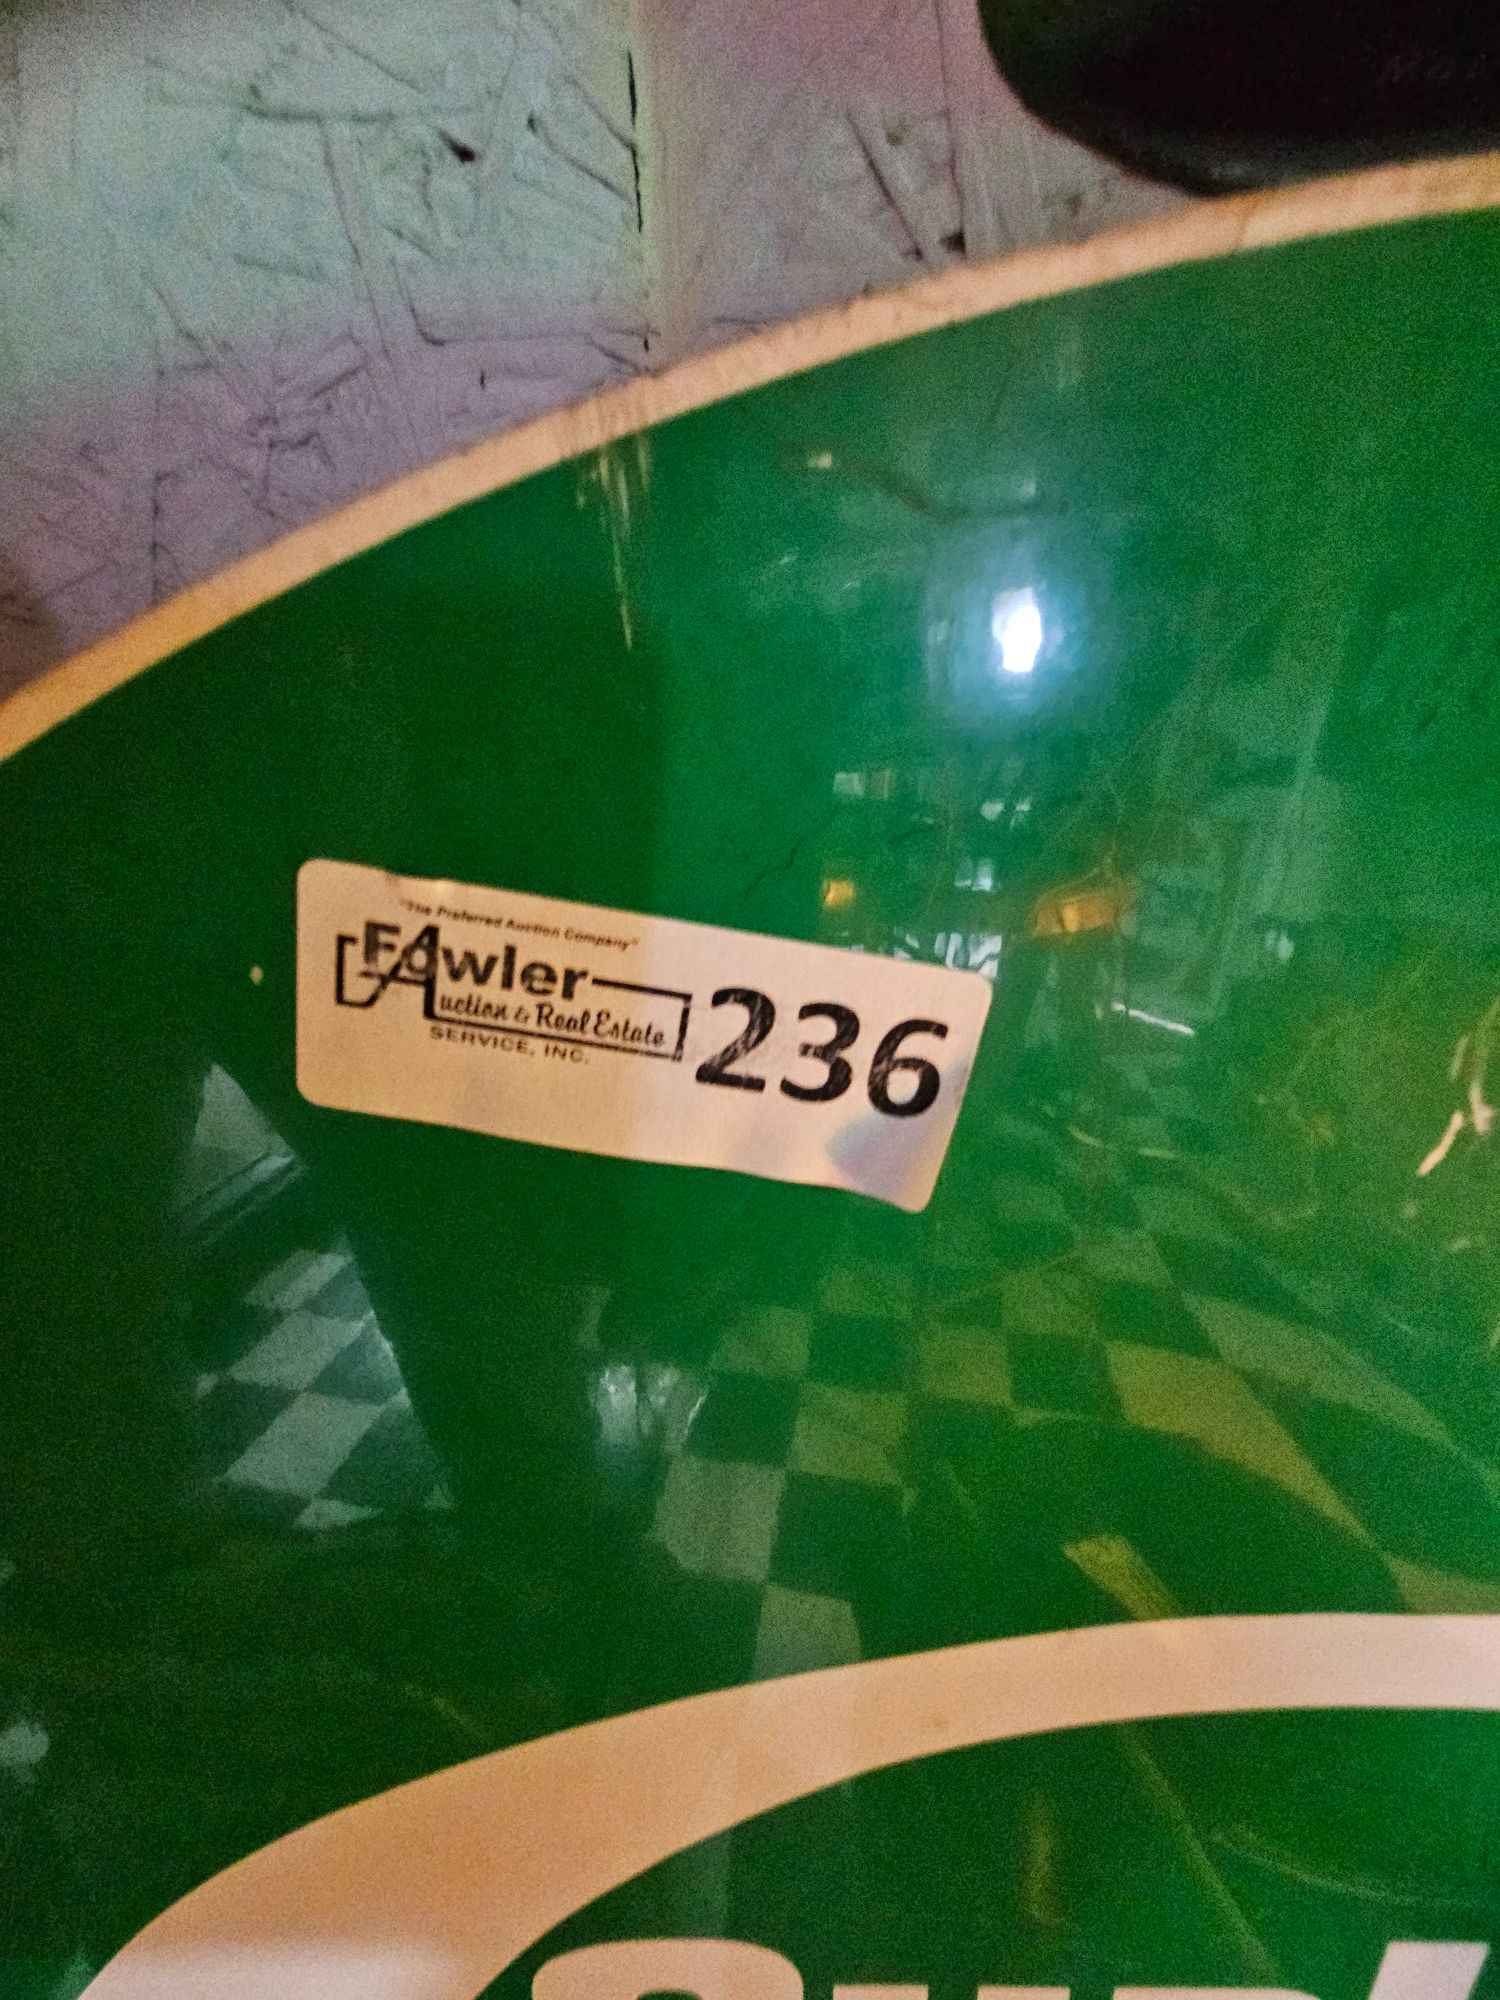 "The Preferred Auction Company"
Fowler
Auction & Real Estate
SERVICE, INC.
236